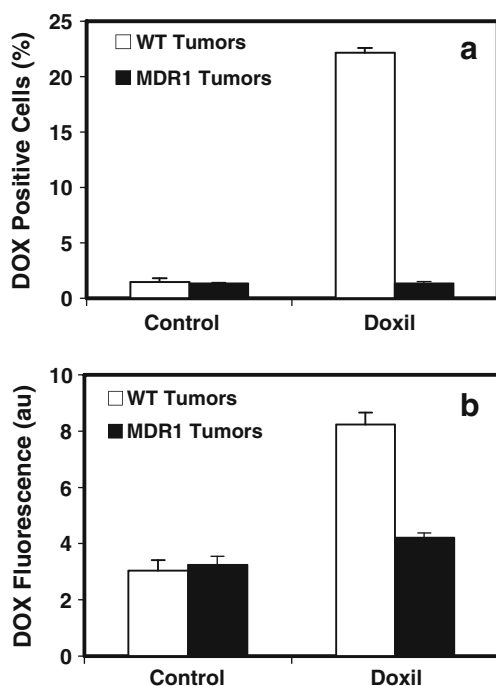 DOX Positive Cells (%)
25
20
15
10
5
0
WT Tumors
MDR1 Tumors
a
Control
Doxil
DOX Fluorescence (au)
10
8
6
4
2
0
WT Tumors
MDR1 Tumors
b
Control
Doxil